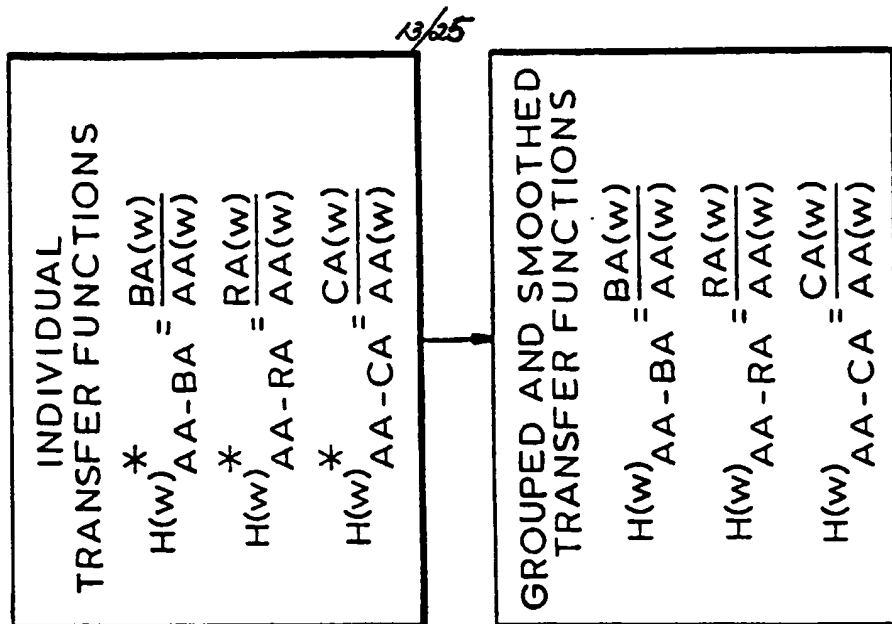 13/25
INDIVIDUAL
TRANSFER FUNCTIONS
H(w)*AA-BA = BA(w)/AA(w)
H(w)*AA-RA = RA(w)/AA(w)
H(w)*AA-CA = CA(w)/AA(w)
GROUPED AND SMOOTHED
TRANSFER FUNCTIONS
H(w)AA-BA = BA(w)/AA(w)
H(w)AA-RA = RA(w)/AA(w)
H(w)AA-CA = CA(w)/AA(w)